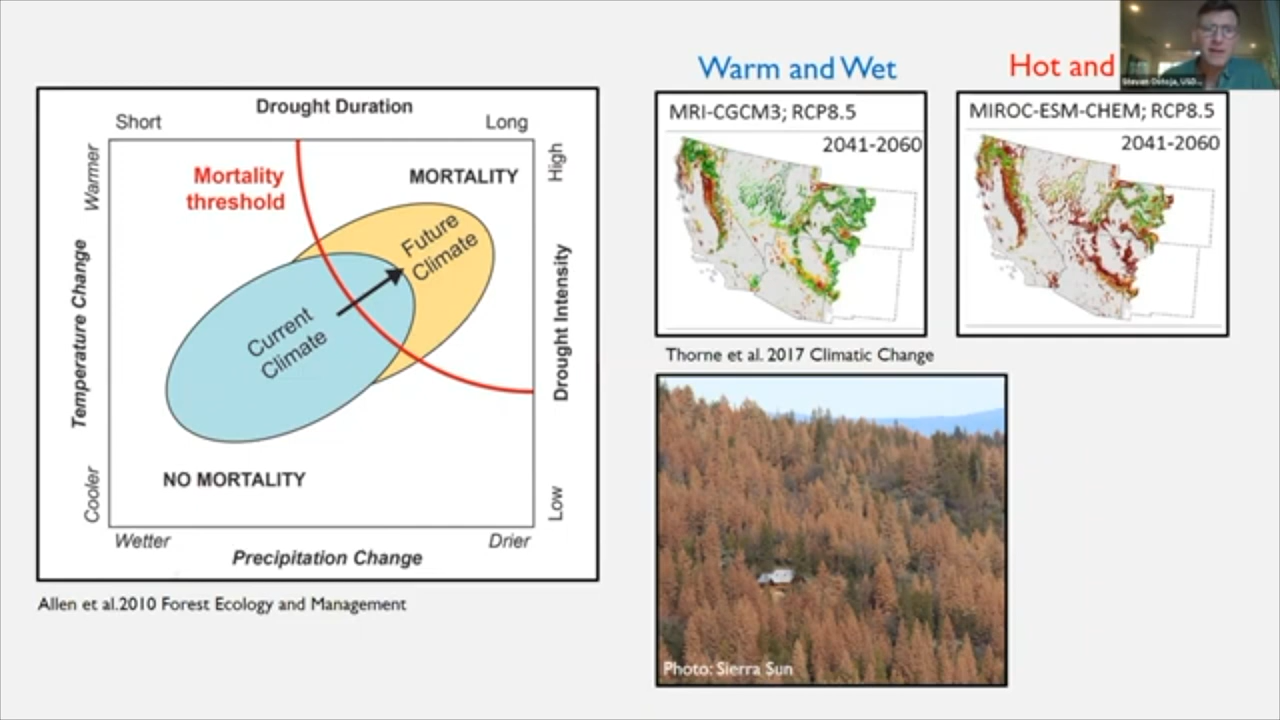 Drought Duration
Short
Long
Warmer
Temperature Change
Cooler
Mortality
threshold
MORTALITY
Future
Climate
Current
Climate
NO MORTALITY
High
Drought Intensity
Low
Wetter
Drier
Precipitation Change
Allen et al.2010 Forest Ecology and Management
Warm and Wet
MRI-CGCM3; RCP8.5
2041-2060
Hot and
MIROC-ESM-CHEM; RCP8.5
2041-2060
Thorne et al. 2017 Climatic Change
Photo: Sierra Sun